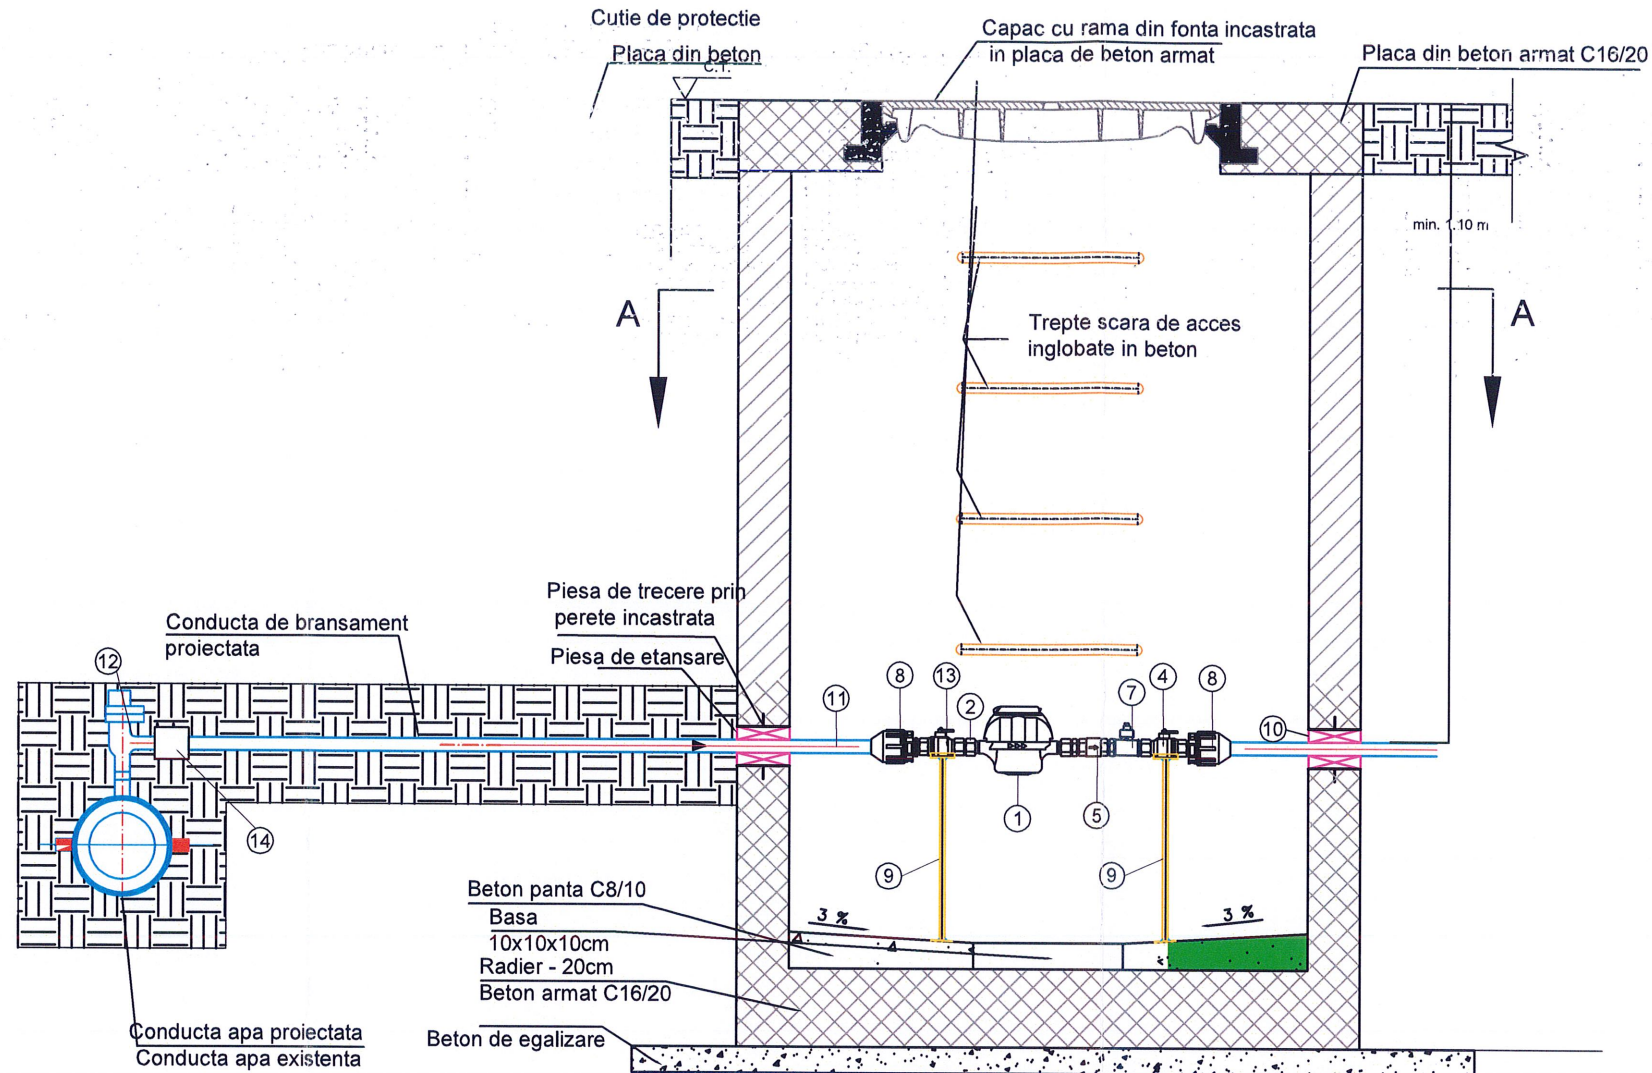 Cutie de protectie
Placa din beton
C.T.
Capac cu rama din fonta incastrata
in placa de beton armat
Placa din beton armat C16/20
min. 1.10 m
A
A
Trepte scara de acces
inglobate in beton
Piesa de trecere prin
perete incastrata
Piesa de etansare
Conducta de bransament
proiectata
12
11
8
13
2
7
4
8
10
14
1
5
9
9
Beton panta C8/10
Basa
10x10x10cm
Radier - 20cm
Beton armat C16/20
Beton de egalizare
3 %
3 %
Conducta apa proiectata
Conducta apa existenta